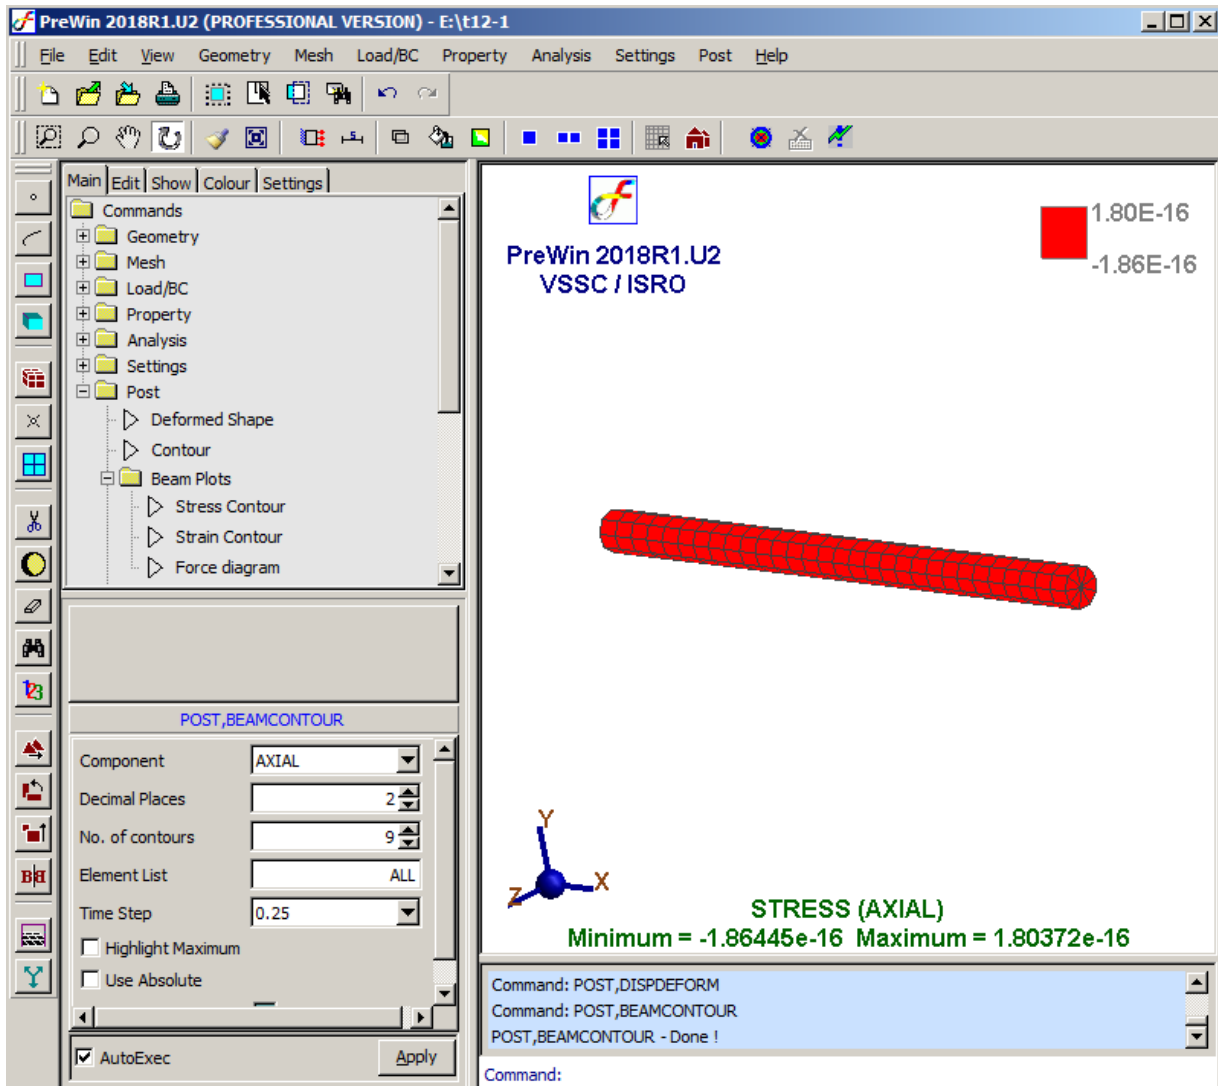 PreWin 2018R1.U2 (PROFESSIONAL VERSION) - E:\t12-1
File Edit View Geometry Mesh Load/BC Property Analysis Settings Post Help
Main Edit Show Colour Settings
Commands
Geometry
Mesh
Load/BC
Property
Analysis
Settings
Post
Deformed Shape
Contour
Beam Plots
Stress Contour
Strain Contour
Force diagram
POST,BEAMCONTOUR
Component AXIAL
Decimal Places 2
No. of contours 9
Element List ALL
Time Step 0.25
Highlight Maximum
Use Absolute
AutoExec Apply
PreWin 2018R1.U2
VSSC / ISRO
1.80E-16
-1.86E-16
Y
X
Z
STRESS (AXIAL)
Minimum = -1.86445e-16 Maximum = 1.80372e-16
Command: POST,DISPDEFORM
Command: POST,BEAMCONTOUR
POST,BEAMCONTOUR - Done !
Command:
123